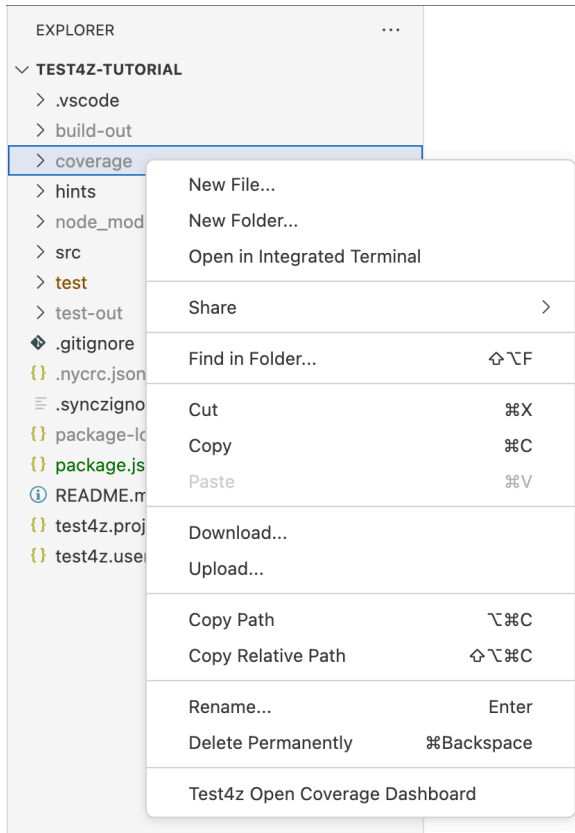 EXPLORER
TEST4Z-TUTORIAL
.vscode
build-out
coverage
hints
node_mod
src
test
test-out
.gitignore
.nycrc.json
.synczigno
package-lo
package.js
README.m
test4z.proj
test4z.use
New File...
New Folder...
Open in Integrated Terminal
Share
Find in Folder... ⇧⌥F
Cut ⌘X
Copy ⌘C
Paste ⌘V
Download...
Upload...
Copy Path ⌥⌘C
Copy Relative Path ⇧⌥⌘C
Rename... Enter
Delete Permanently ⌘Backspace
Test4z Open Coverage Dashboard